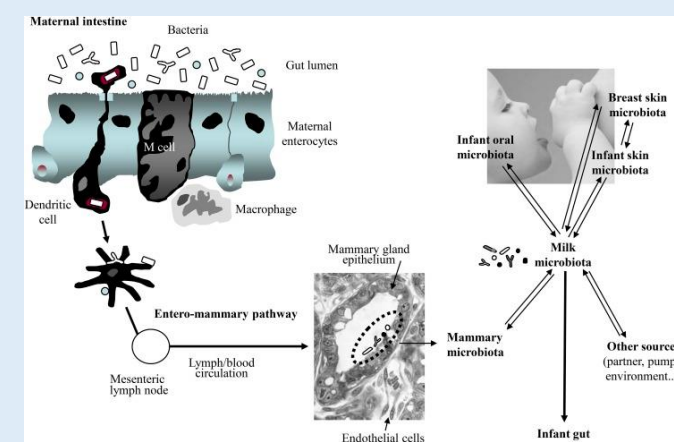 Maternal intestine
Bacteria
Gut lumen
Maternal
enterocytes
M cell
Dendritic
cell
Macrophage
Entero-mammary pathway
Mesenteric
lymph node
Lymph/blood
circulation
Mammary gland
epithelium
Endothelial cells
Mammary
microbiota
Infant oral
microbiota
Breast skin
microbiota
Infant skin
microbiota
Milk
microbiota
Other source
(partner, pump
environment..
Infant gut